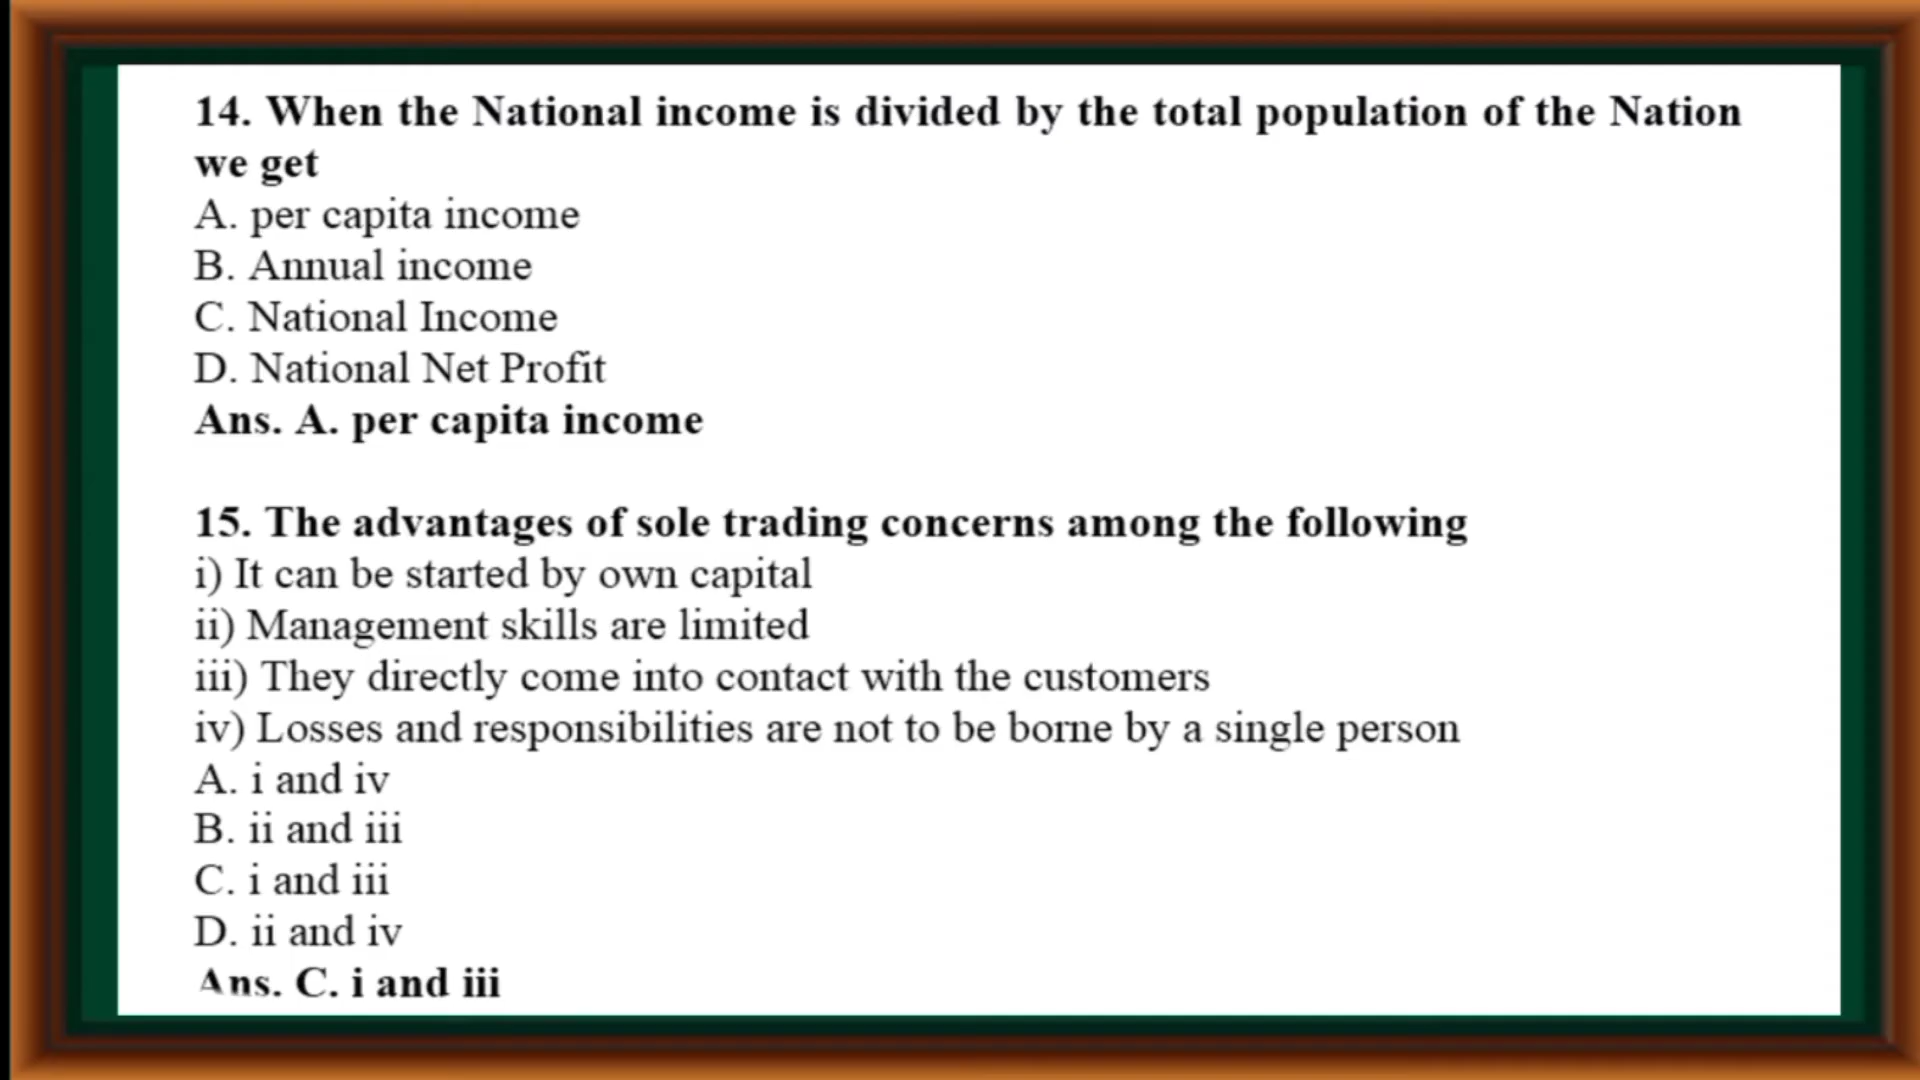 14. When the National income is divided by the total population of the Nation
we get
A. per capita income
B. Annual income
C. National Income
D. National Net Profit
Ans. A. per capita income
15. The advantages of sole trading concerns among the following
i) It can be started by own capital
ii) Management skills are limited
iii) They directly come into contact with the customers
iv) Losses and responsibilities are not to be borne by a single person
A. i and iv
B. ii and iii
C. i and iii
D. ii and iv
Ans. C. i and iii